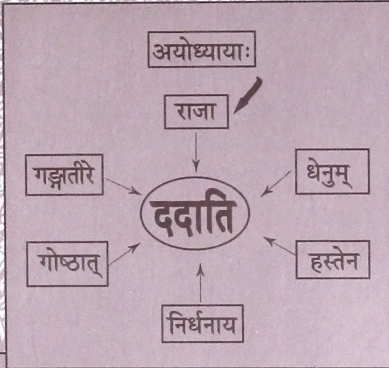 अयोध्यायाः
राजा
गङ्गातीरे
धेनुम्
ददाति
गोष्ठात्
हस्तेन
निर्धनाय